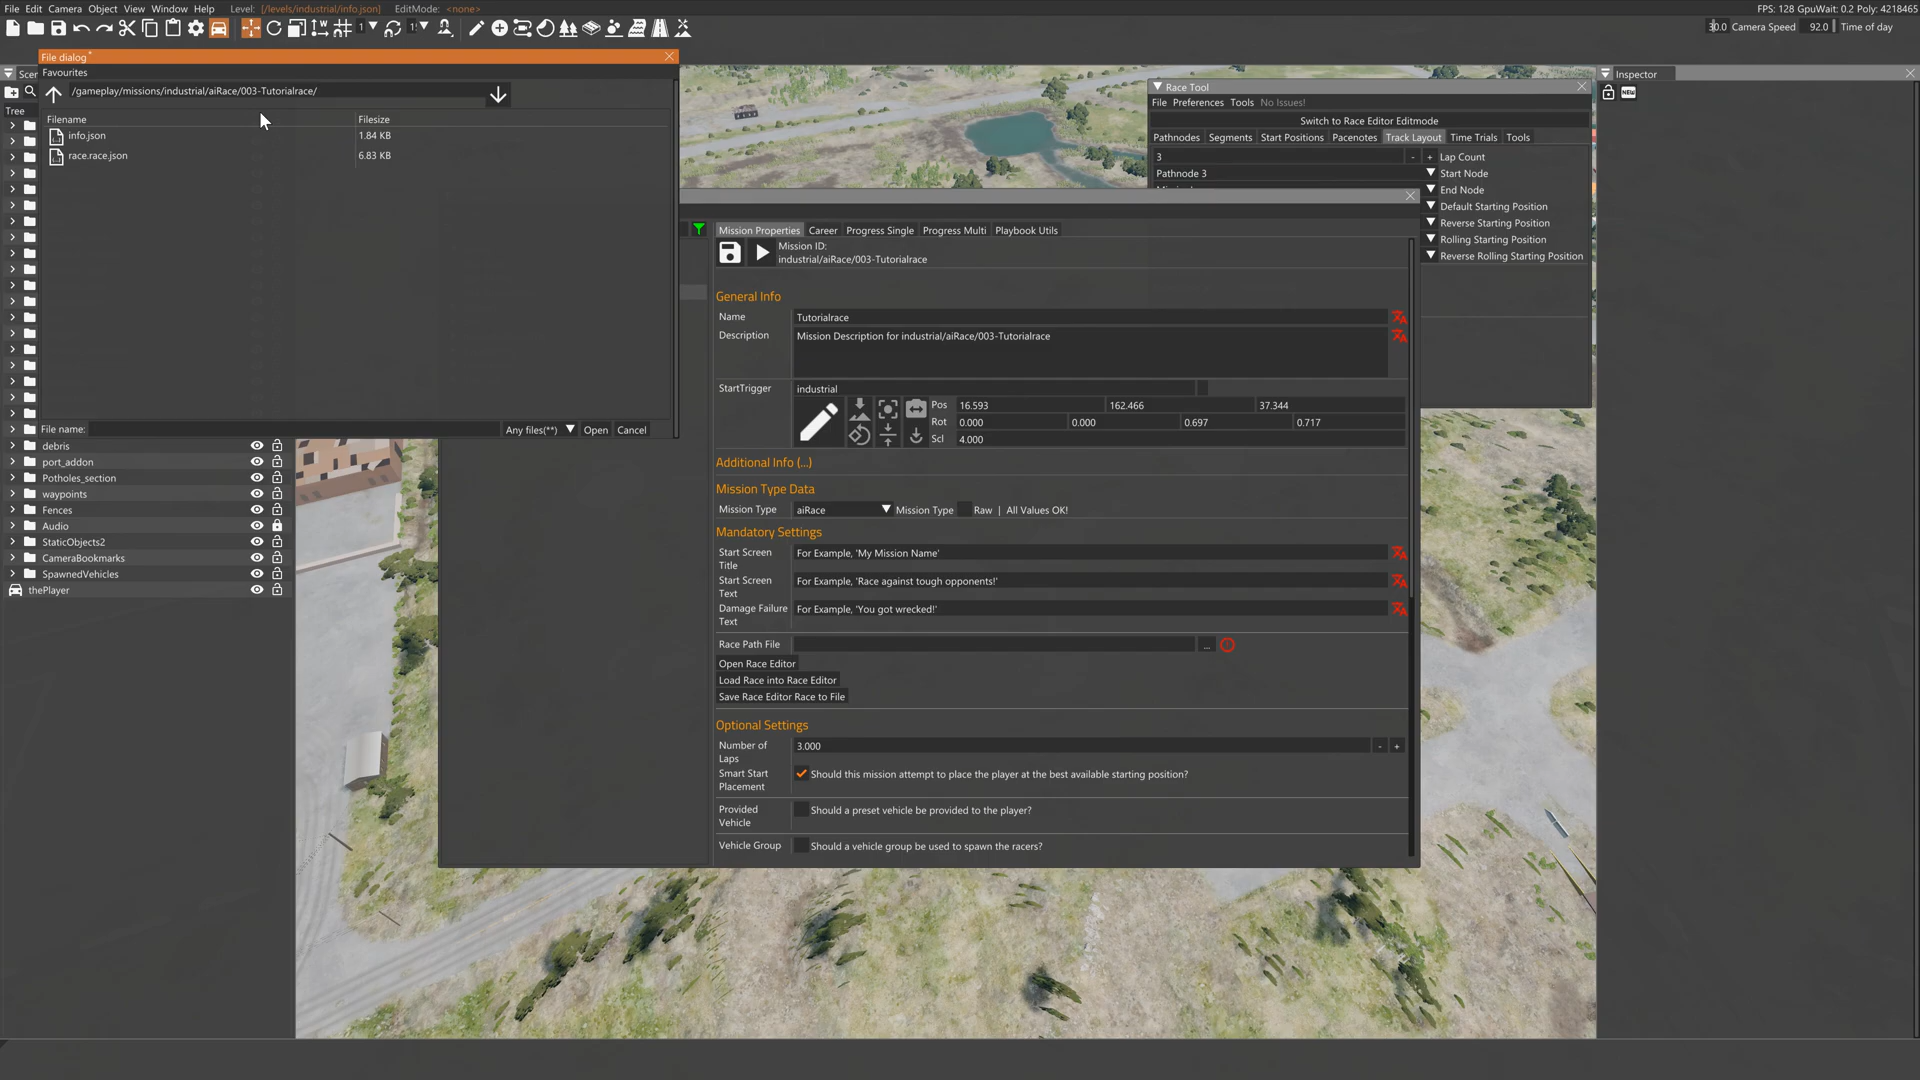 File Edit Camera Object View Window Help Level: [/levels/industrial/info.json] EditMode: <none>
FPS: 128 GpuWait: 0.2 Poly: 4218465
30.0 Camera Speed 92.0 Time of day
File dialog*
Favourites
/gameplay/missions/industrial/aiRace/003-Tutorialrace/
Filename Filesize
info.json 1.84 KB
race.race.json 6.83 KB
File name: Any files(**) Open Cancel
Tree
debris
port_addon
Potholes_section
waypoints
Fences
Audio
StaticObjects2
CameraBookmarks
SpawnedVehicles
thePlayer
Race Tool
File Preferences Tools No Issues!
Switch to Race Editor Editmode
Pathnodes Segments Start Positions Pacenotes Track Layout Time Trials Tools
3 - + Lap Count
Pathnode 3 Start Node
End Node
Default Starting Position
Reverse Starting Position
Rolling Starting Position
Reverse Rolling Starting Position
Inspector
NEW
Mission Properties Career Progress Single Progress Multi Playbook Utils
Mission ID:
industrial/aiRace/003-Tutorialrace
General Info
Name Tutorialrace
Description Mission Description for industrial/aiRace/003-Tutorialrace
StartTrigger industrial
Pos 16.593 162.466 37.344
Rot 0.000 0.000 0.697 0.717
Scl 4.000
Additional Info (...)
Mission Type Data
Mission Type aiRace Mission Type Raw | All Values OK!
Mandatory Settings
Start Screen Title For Example, 'My Mission Name'
Start Screen Text For Example, 'Race against tough opponents!'
Damage Failure Text For Example, 'You got wrecked!'
Race Path File ...
Open Race Editor
Load Race into Race Editor
Save Race Editor Race to File
Optional Settings
Number of Laps 3.000 - +
Smart Start Placement Should this mission attempt to place the player at the best available starting position?
Provided Vehicle Should a preset vehicle be provided to the player?
Vehicle Group Should a vehicle group be used to spawn the racers?